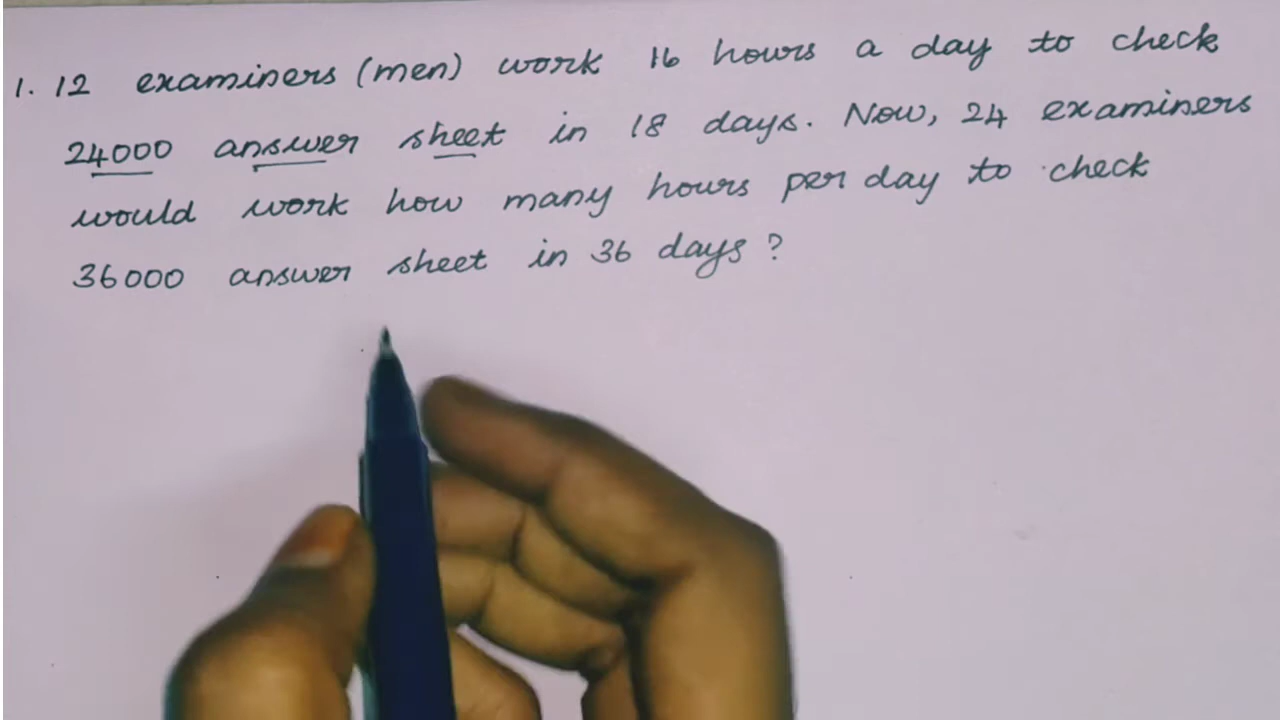 1. 12 examiners (men) work 16 hours a day to check
24000 answer sheet in 18 days. Now, 24 examiners
would work how many hours per day to check
36000 answer sheet in 36 days ?